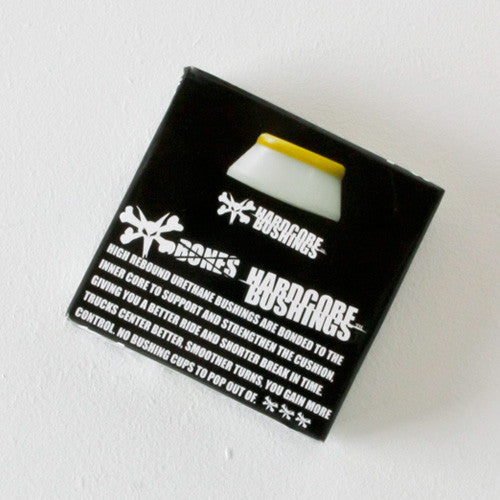 HARDCORE
BUSHINGS
BONES HARDCORE
BUSHINGS
HIGH REBOUND URETHANE BUSHINGS ARE BONDED TO THE
INNER CORE TO SUPPORT AND STRENGTHEN THE CUSHION,
GIVING YOU A BETTER RIDE AND SHORTER BREAK IN TIME.
TRUCKS CENTER BETTER. SMOOTHER TURNS, YOU GAIN MORE
CONTROL. NO BUSHING CUPS TO POP OUT OF.